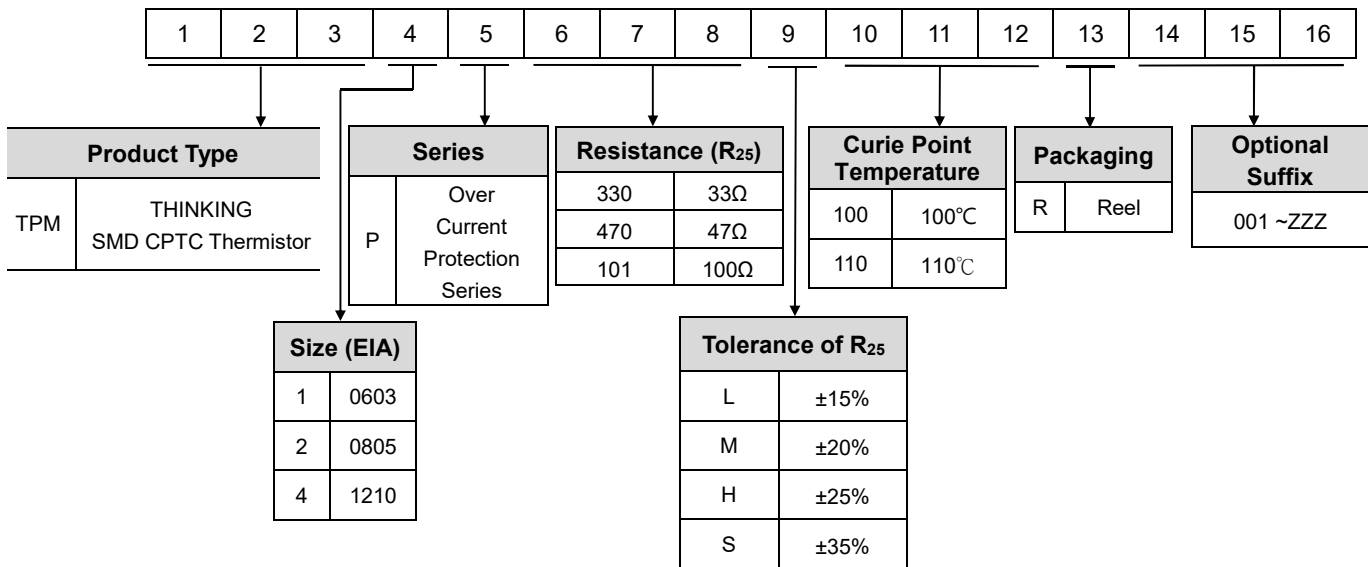 1 2 3 4 5 6 7 8 9 10 11 12 13 14 15 16
Product Type
TPM THINKING
SMD CPTC Thermistor
Series
P Over
Current
Protection
Series
Resistance (R₂₅)
330 33Ω
470 47Ω
101 100Ω
Curie Point
Temperature
100 100℃
110 110℃
Packaging
R Reel
Optional
Suffix
001 ~ZZZ
Size (EIA)
1 0603
2 0805
4 1210
Tolerance of R₂₅
L ±15%
M ±20%
H ±25%
S ±35%